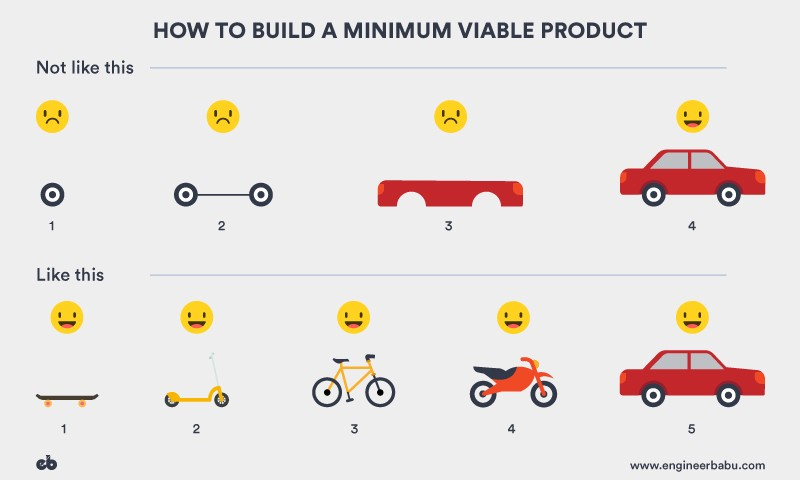 HOW TO BUILD A MINIMUM VIABLE PRODUCT
Not like this
1 2 3 4
Like this
1 2 3 4 5
eb www.engineerbabu.com